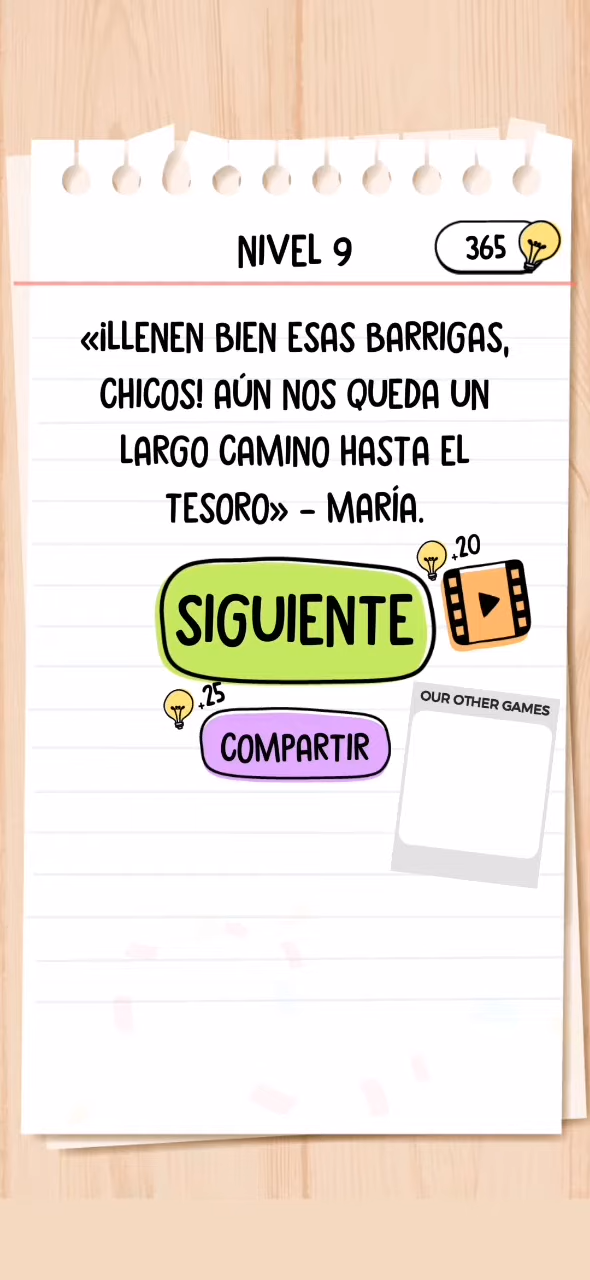 NIVEL 9
365
«¡LLENEN BIEN ESAS BARRIGAS,
CHICOS! AÚN NOS QUEDA UN
LARGO CAMINO HASTA EL
TESORO» – MARÍA.
+20
SIGUIENTE
+25
OUR OTHER GAMES
COMPARTIR